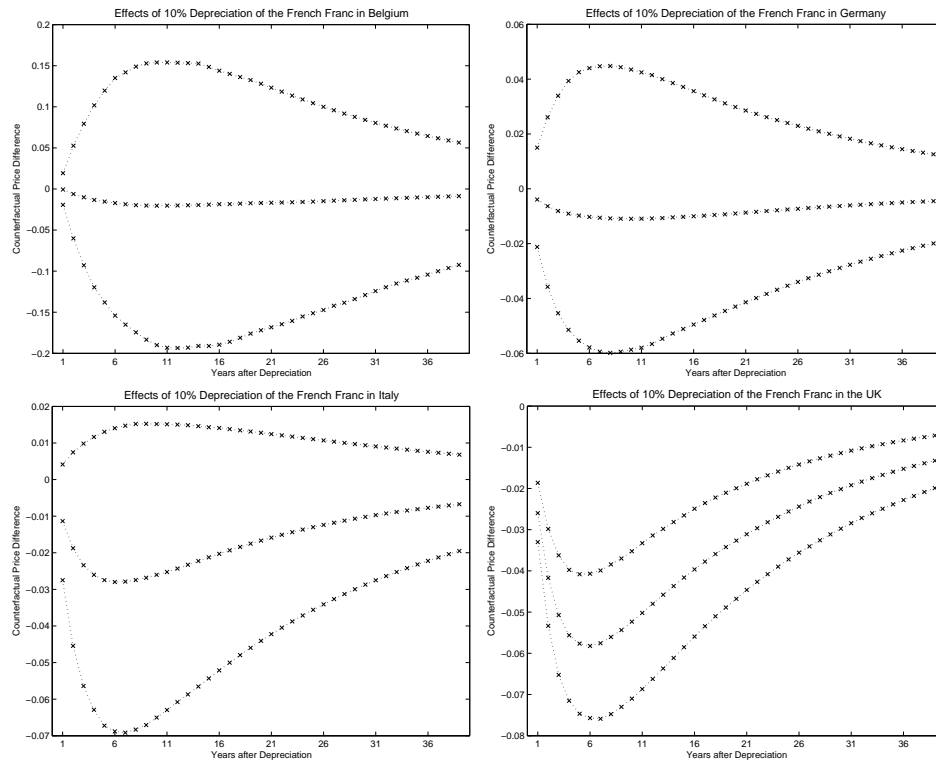 Effects of 10% Depreciation of the French Franc in Belgium
0.2
0.15
0.1
0.05
0
−0.05
−0.1
−0.15
−0.2
Counterfactual Price Difference
1 6 11 16 21 26 31 36
Years after Depreciation
Effects of 10% Depreciation of the French Franc in Germany
0.06
0.04
0.02
0
−0.02
−0.04
−0.06
Counterfactual Price Difference
1 6 11 16 21 26 31 36
Years after Depreciation
Effects of 10% Depreciation of the French Franc in Italy
0.02
0.01
0
−0.01
−0.02
−0.03
−0.04
−0.05
−0.06
−0.07
Counterfactual Price Difference
1 6 11 16 21 26 31 36
Years after Depreciation
Effects of 10% Depreciation of the French Franc in the UK
0
−0.01
−0.02
−0.03
−0.04
−0.05
−0.06
−0.07
−0.08
Counterfactual Price Difference
1 6 11 16 21 26 31 36
Years after Depreciation